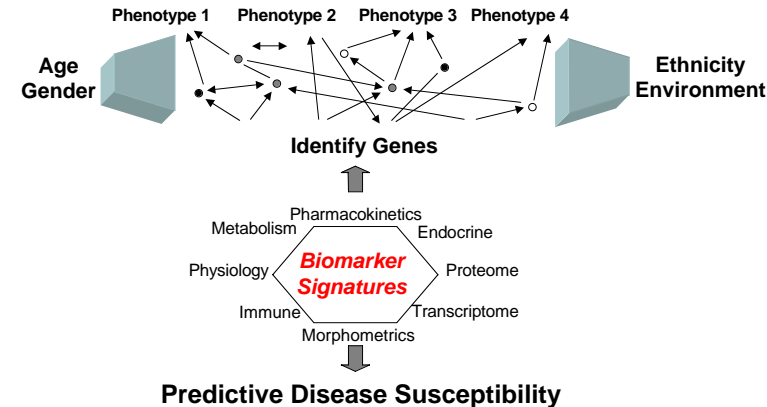 Phenotype 1 Phenotype 2 Phenotype 3 Phenotype 4
Age
Gender
Ethnicity
Environment
Identify Genes
Pharmacokinetics
Metabolism
Endocrine
Physiology
Biomarker
Signatures
Proteome
Immune
Transcriptome
Morphometrics
Predictive Disease Susceptibility